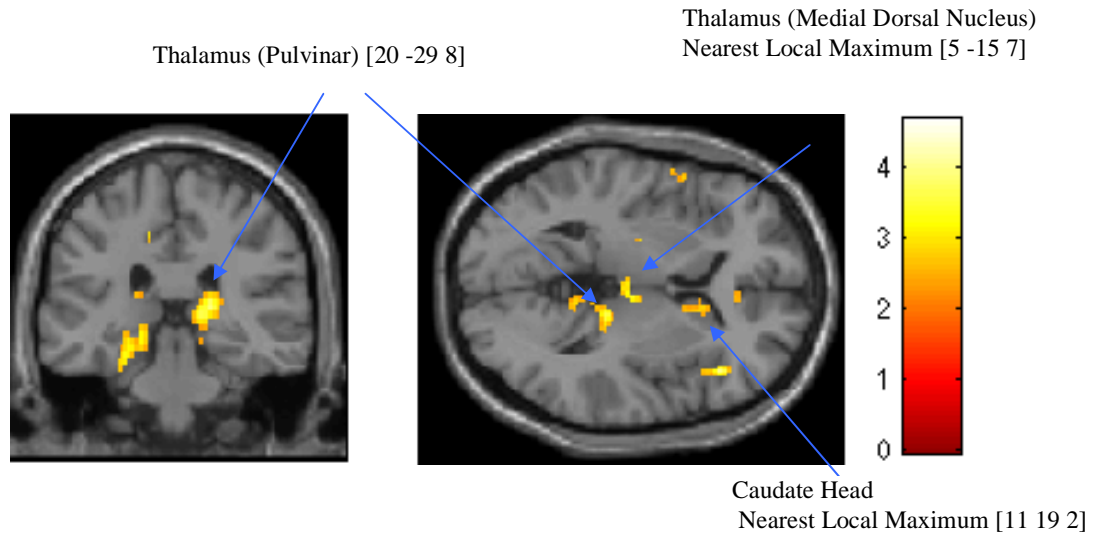 Thalamus (Medial Dorsal Nucleus)
Nearest Local Maximum [5 -15 7]
Thalamus (Pulvinar) [20 -29 8]
4
3
2
1
0
Caudate Head
Nearest Local Maximum [11 19 2]